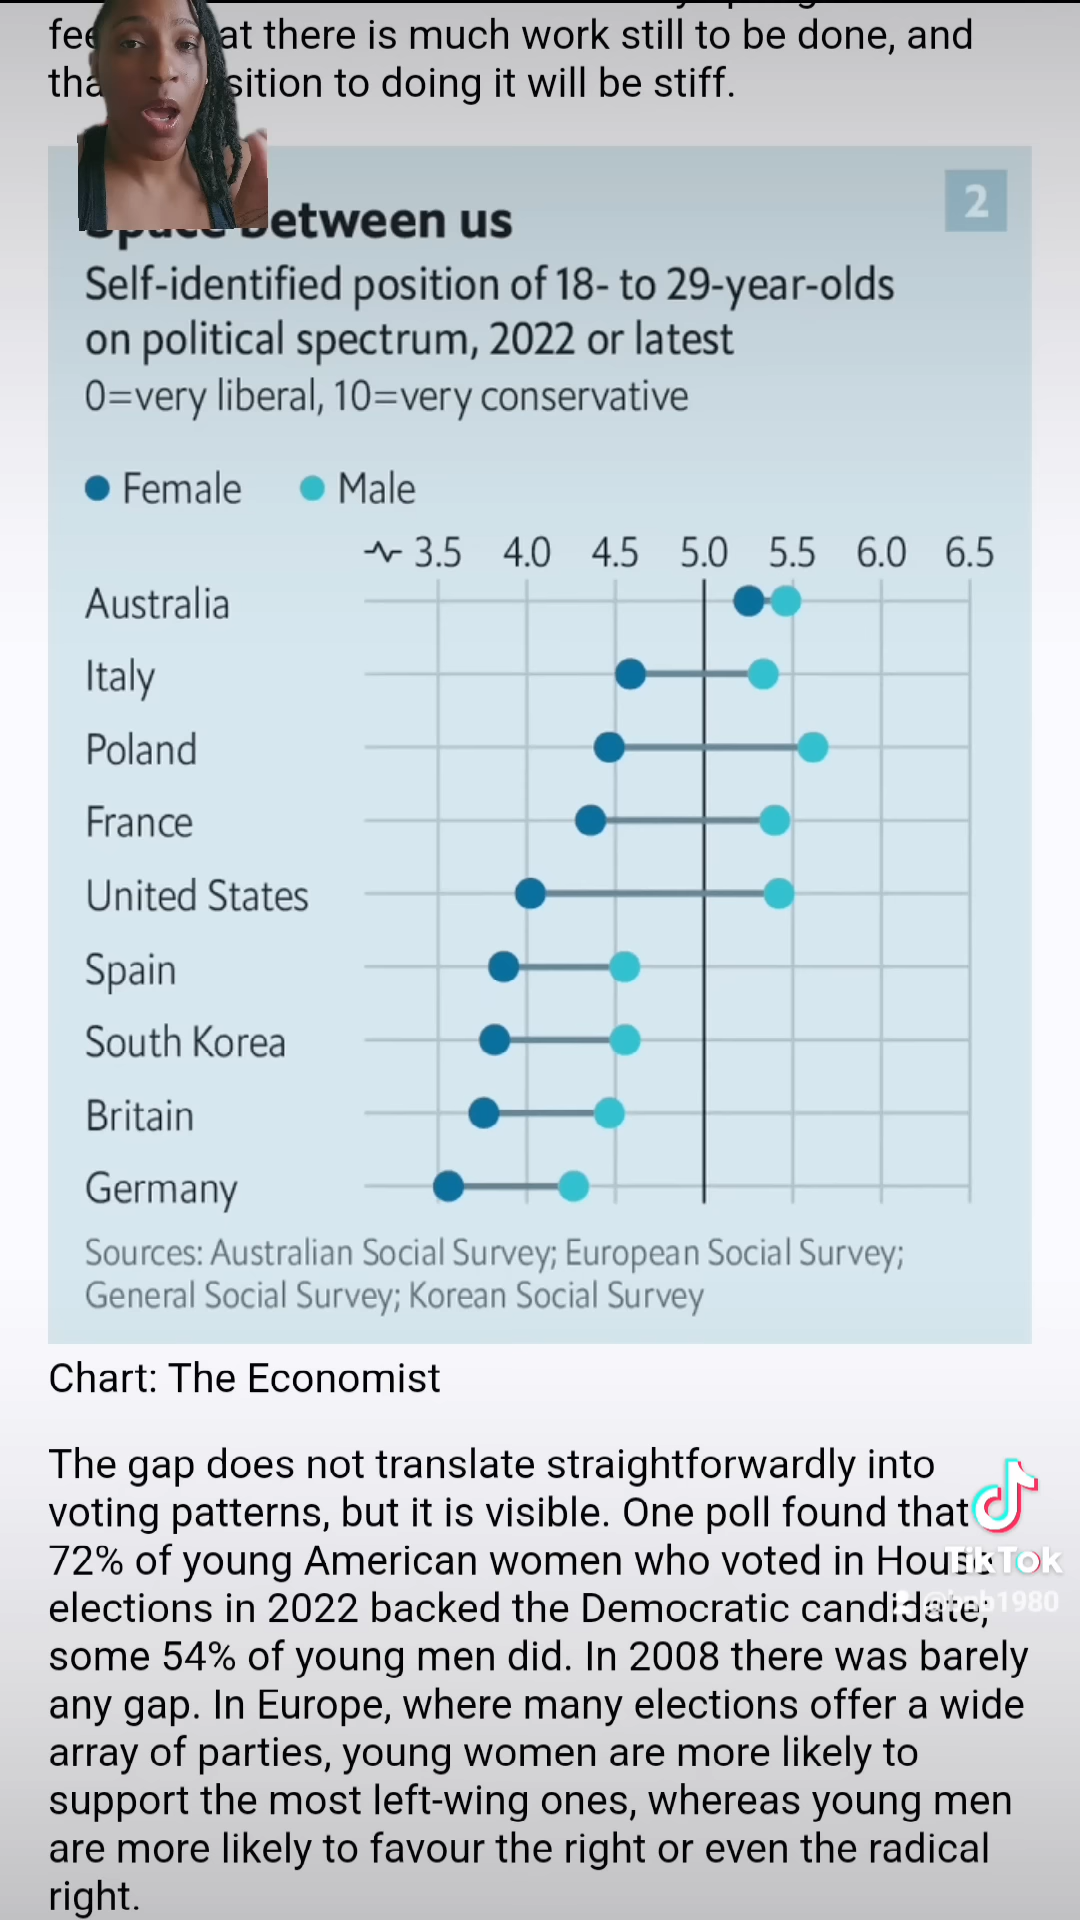 at there is much work still to be done, and
sition to doing it will be stiff.
2
between us
Self-identified position of 18- to 29-year-olds
on political spectrum, 2022 or latest
0=very liberal, 10=very conservative
Female Male
3.5 4.0 4.5 5.0 5.5 6.0 6.5
Australia
Italy
Poland
France
United States
Spain
South Korea
Britain
Germany
Sources: Australian Social Survey; European Social Survey;
General Social Survey; Korean Social Survey
Chart: The Economist
The gap does not translate straightforwardly into
voting patterns, but it is visible. One poll found that
72% of young American women who voted in House
TikTok
elections in 2022 backed the Democratic candidate,
some 54% of young men did. In 2008 there was barely
any gap. In Europe, where many elections offer a wide
array of parties, young women are more likely to
support the most left-wing ones, whereas young men
are more likely to favour the right or even the radical
right.